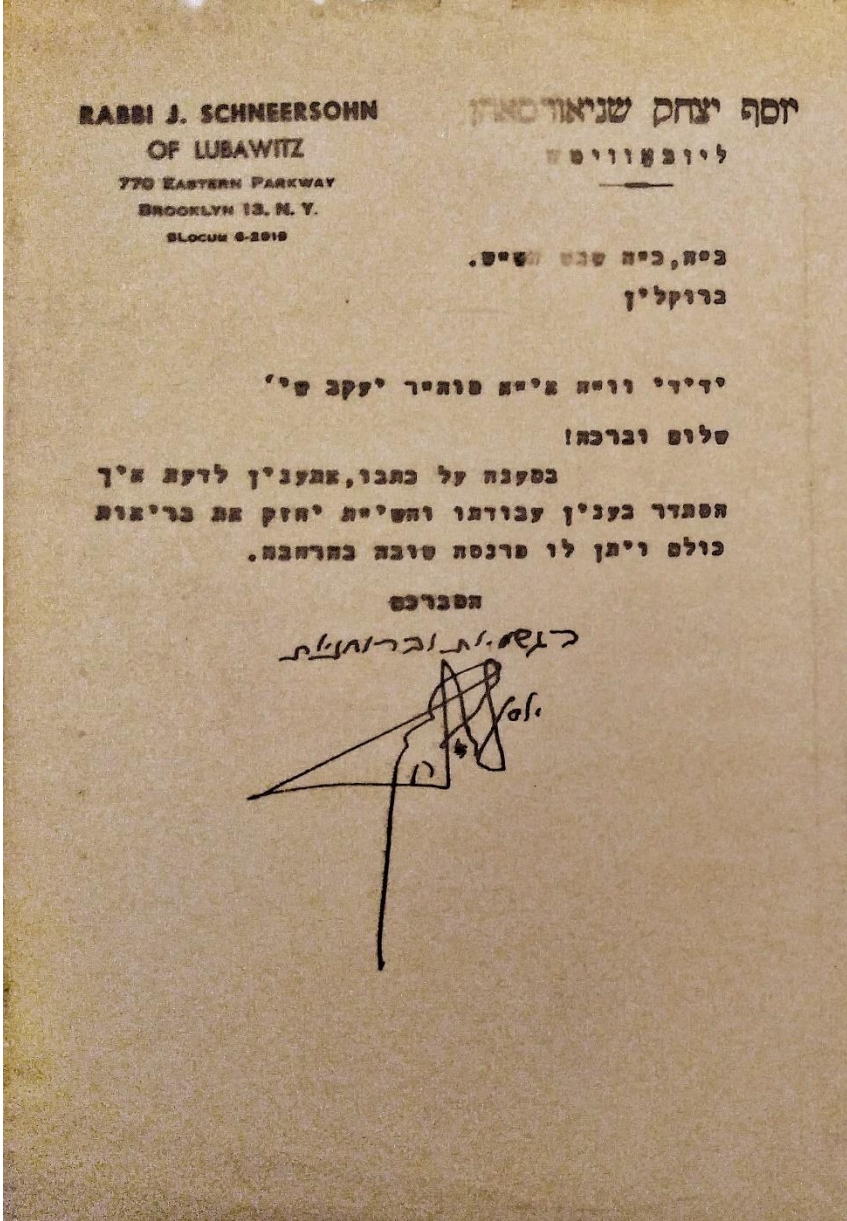 RABBI J. SCHNEERSOHN
OF LUBAWITZ
770 EASTERN PARKWAY
BROOKLYN 13, N. Y.
SLOCUM 6-2919
יוסף יצחק שניאורסאהן
ליובאוויטש
ב"ה,כ"ה שבט
ברוקלין
ידידי וו"ח אי"א מוה"ר יעקב שי'
שלום וברכה!
במענה על כתבו,אתענין לדעת איך
הסתדר בענין עבודתו והשי"ת יחזק את בריאות
כולם ויתן לו פרנסה טובה בהרחבה.
המברכם
בגשמיות וברוחניות